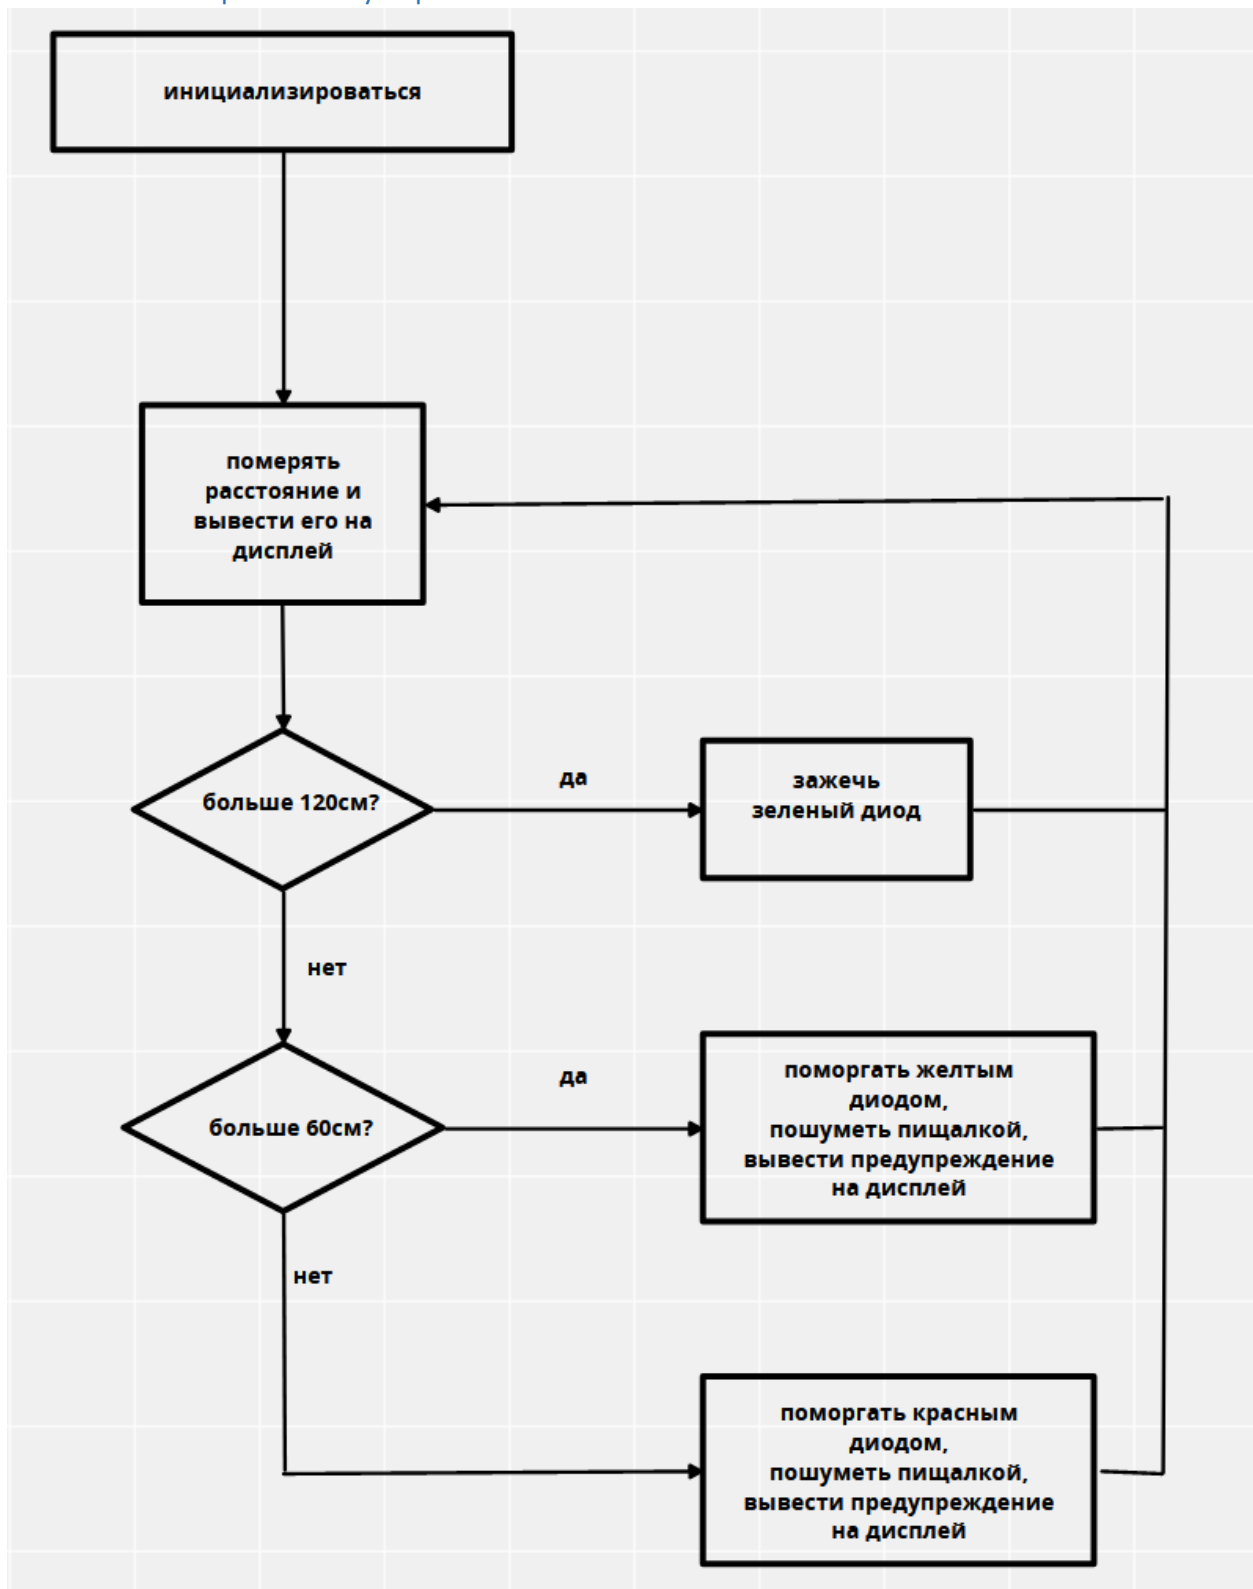 инициализироваться
померять
расстояние и
вывести его на
дисплей
больше 120см?
да
зажечь
зеленый диод
нет
больше 60см?
да
поморгать желтым
диодом,
пошуметь пищалкой,
вывести предупреждение
на дисплей
нет
поморгать красным
диодом,
пошуметь пищалкой,
вывести предупреждение
на дисплей